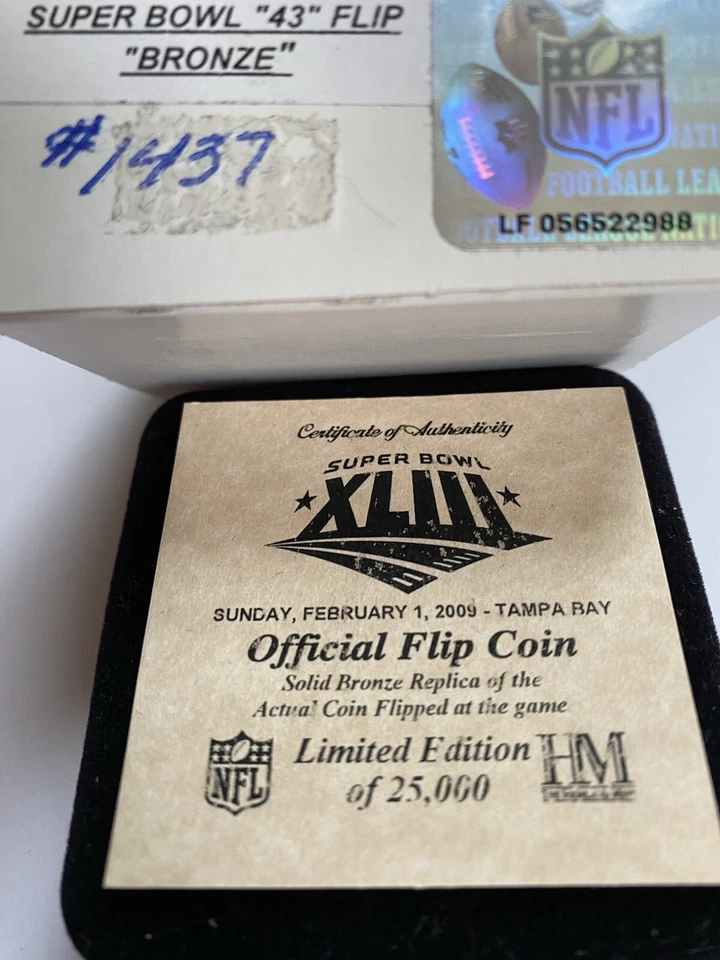 SUPER BOWL "43" FLIP
"BRONZE"
#1437
NFL
FOOTBALL LEA
LF 056522988
Certificate of Authenticity
SUPER BOWL
XLIII
SUNDAY, FEBRUARY 1, 2009 - TAMPA BAY
Official Flip Coin
Solid Bronze Replica of the
Actual Coin Flipped at the game
NFL
Limited Edition
of 25,000
HM